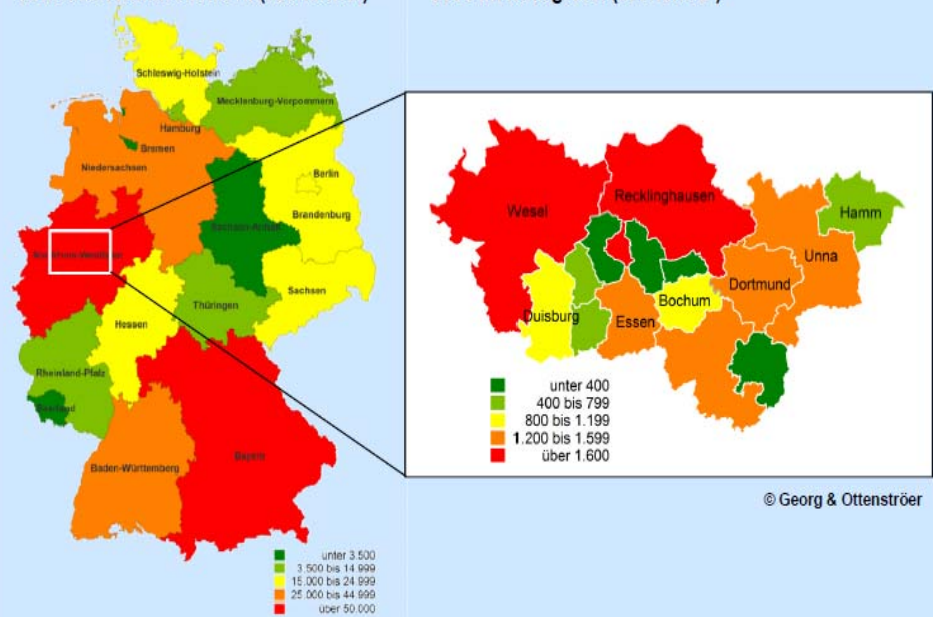 Schleswig-Holstein
Mecklenburg-Vorpommern
Hamburg
Bremen
Niedersachsen
Berlin
Brandenburg
Sachsen-Anhalt
Nordrhein-Westfalen
Sachsen
Thüringen
Hessen
Rheinland-Pfalz
Saarland
Bayern
Baden-Württemberg
unter 3.500
3.500 bis 14.999
15.000 bis 24.999
25.000 bis 44.999
über 50.000
Wesel
Recklinghausen
Hamm
Unna
Dortmund
Bochum
Duisburg
Essen
unter 400
400 bis 799
800 bis 1.199
1.200 bis 1.599
über 1.600
© Georg & Ottenströer